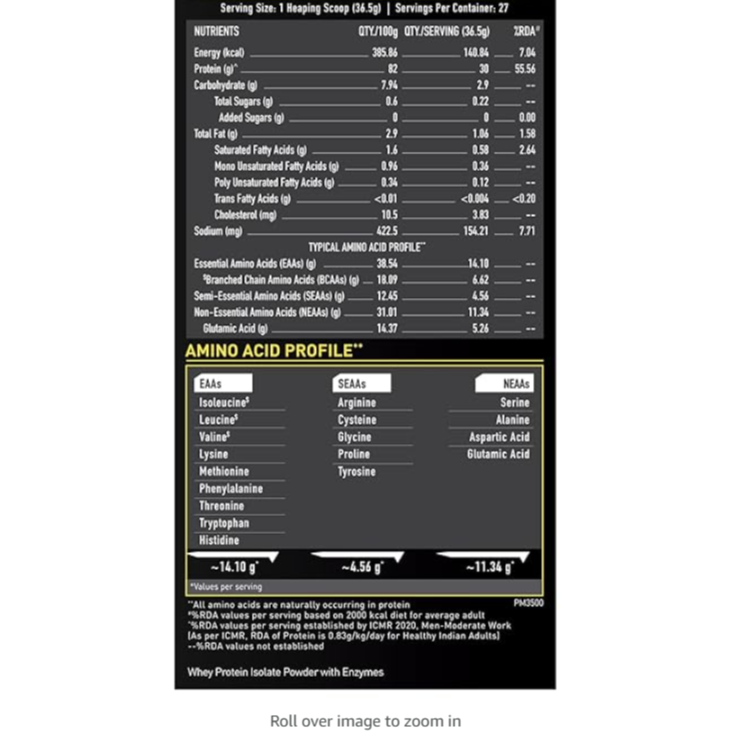 Serving Size: 1 Heaping Scoop (36.5g) | Servings Per Container: 27
NUTRIENTS QTY/100g QTY./SERVING (36.5g) %RDA#
Energy (kcal) 385.86 140.84 7.04
Protein (g)^ 82 30 55.56
Carbohydrate (g) 7.94 2.9 --
Total Sugars (g) 0.6 0.22 --
Added Sugars (g) 0 0 0.00
Total Fat (g) 2.9 1.06 1.58
Saturated Fatty Acids (g) 1.6 0.58 2.64
Mono Unsaturated Fatty Acids (g) 0.96 0.36 --
Poly Unsaturated Fatty Acids (g) 0.34 0.12 --
Trans Fatty Acids (g) <0.01 <0.004 <0.20
Cholesterol (mg) 10.5 3.83 --
Sodium (mg) 422.5 154.21 7.71
TYPICAL AMINO ACID PROFILE**
Essential Amino Acids (EAAs) (g) 38.54 14.10 --
$Branched Chain Amino Acids (BCAAs) (g) 18.09 6.62 --
Semi-Essential Amino Acids (SEAAs) (g) 12.45 4.56 --
Non-Essential Amino Acids (NEAAs) (g) 31.01 11.34 --
Glutamic Acid (g) 14.37 5.26 --
AMINO ACID PROFILE**
EAAs SEAAs NEAAs
Isoleucine$ Arginine Serine
Leucine$ Cysteine Alanine
Valine$ Glycine Aspartic Acid
Lysine Proline Glutamic Acid
Methionine Tyrosine
Phenylalanine
Threonine
Tryptophan
Histidine
~14.10 g* ~4.56 g* ~11.34 g*
*Values per serving
**All amino acids are naturally occurring in protein PM3500
#%RDA values per serving based on 2000 kcal diet for average adult
^%RDA values per serving established by ICMR 2020, Men-Moderate Work
(As per ICMR, RDA of Protein is 0.83g/kg/day for Healthy Indian Adults)
--%RDA values not established
Whey Protein Isolate Powder with Enzymes
Roll over image to zoom in